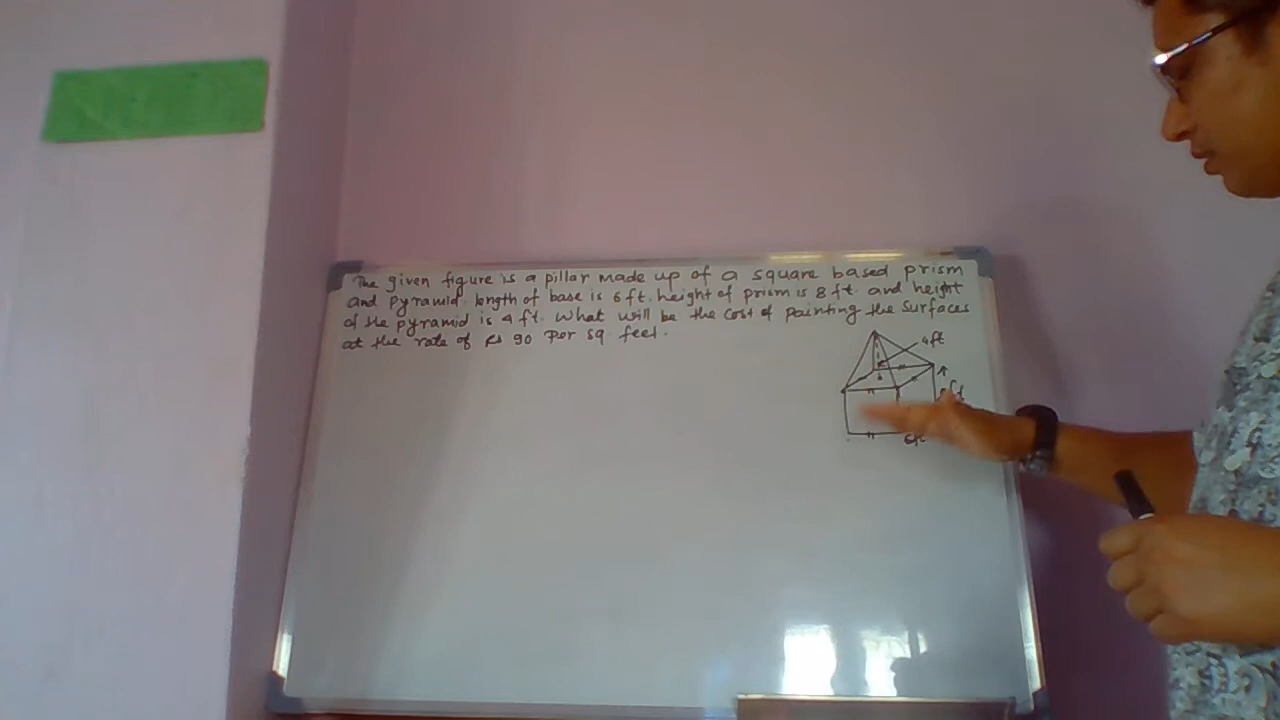 The given figure is a pillar made up of a square based prism
and pyramid. length of base is 6 ft. height of prism is 8 ft. and height
of the pyramid is 4 ft. What will be the cost of painting the surfaces
at the rate of Rs 90 Per sq feet.
4ft
6ft